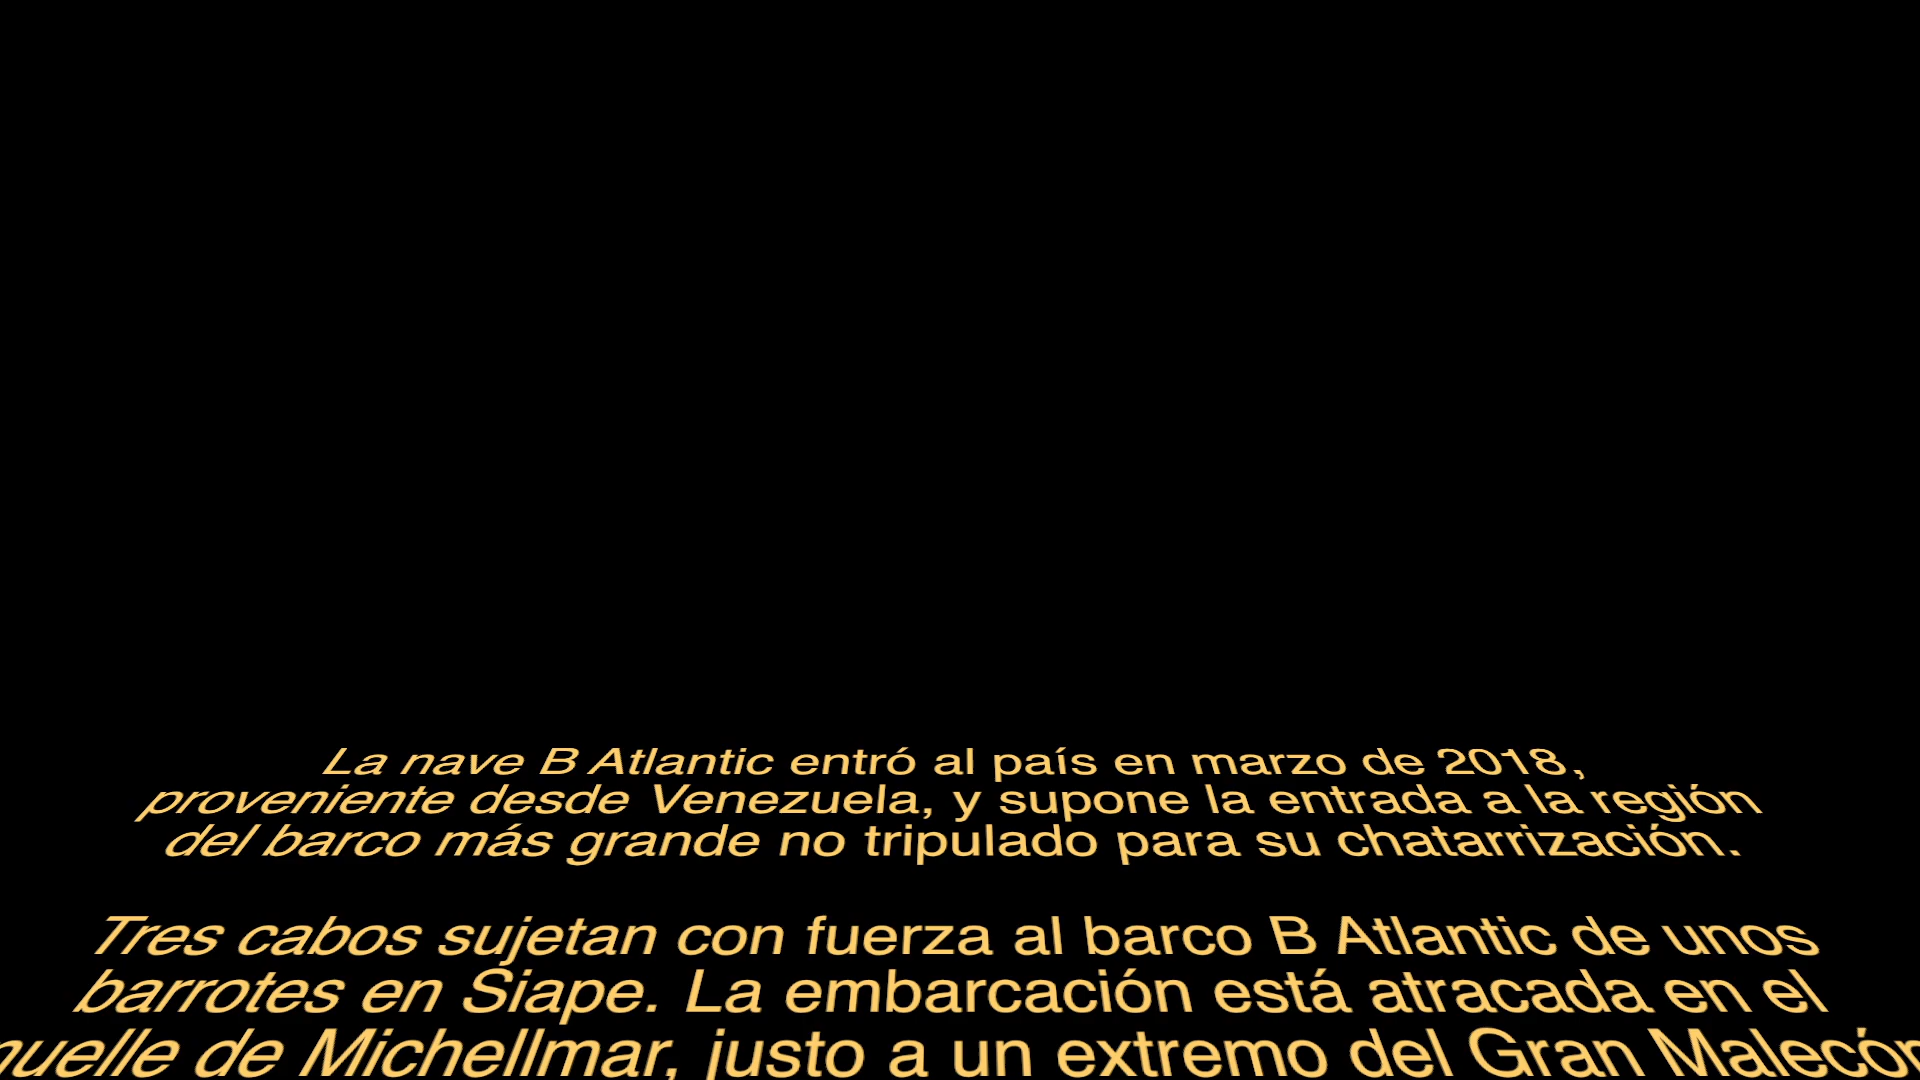 La nave B Atlantic entró al país en marzo de 2018,
proveniente desde Venezuela, y supone la entrada a la región
del barco más grande no tripulado para su chatarrización.
Tres cabos sujetan con fuerza al barco B Atlantic de unos
barrotes en Siape. La embarcación está atracada en el
muelle de Michellmar, justo a un extremo del Gran Malecón